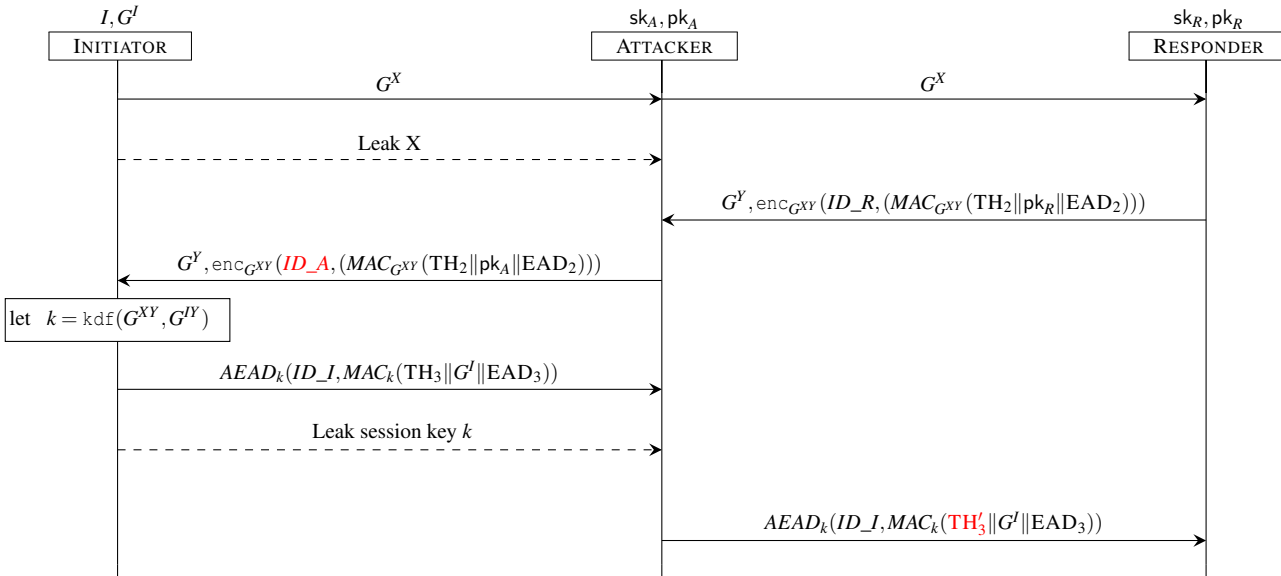 I, G^I
sk_A, pk_A
sk_R, pk_R
INITIATOR
ATTACKER
RESPONDER
G^X
G^X
Leak X
G^Y, enc_{G^{XY}}(ID_R, (MAC_{G^{XY}}(TH_2‖pk_R‖EAD_2)))
G^Y, enc_{G^{XY}}(ID_A, (MAC_{G^{XY}}(TH_2‖pk_A‖EAD_2)))
let k = kdf(G^{XY}, G^{IY})
AEAD_k(ID_I, MAC_k(TH_3‖G^I‖EAD_3))
Leak session key k
AEAD_k(ID_I, MAC_k(TH′_3‖G^I‖EAD_3))